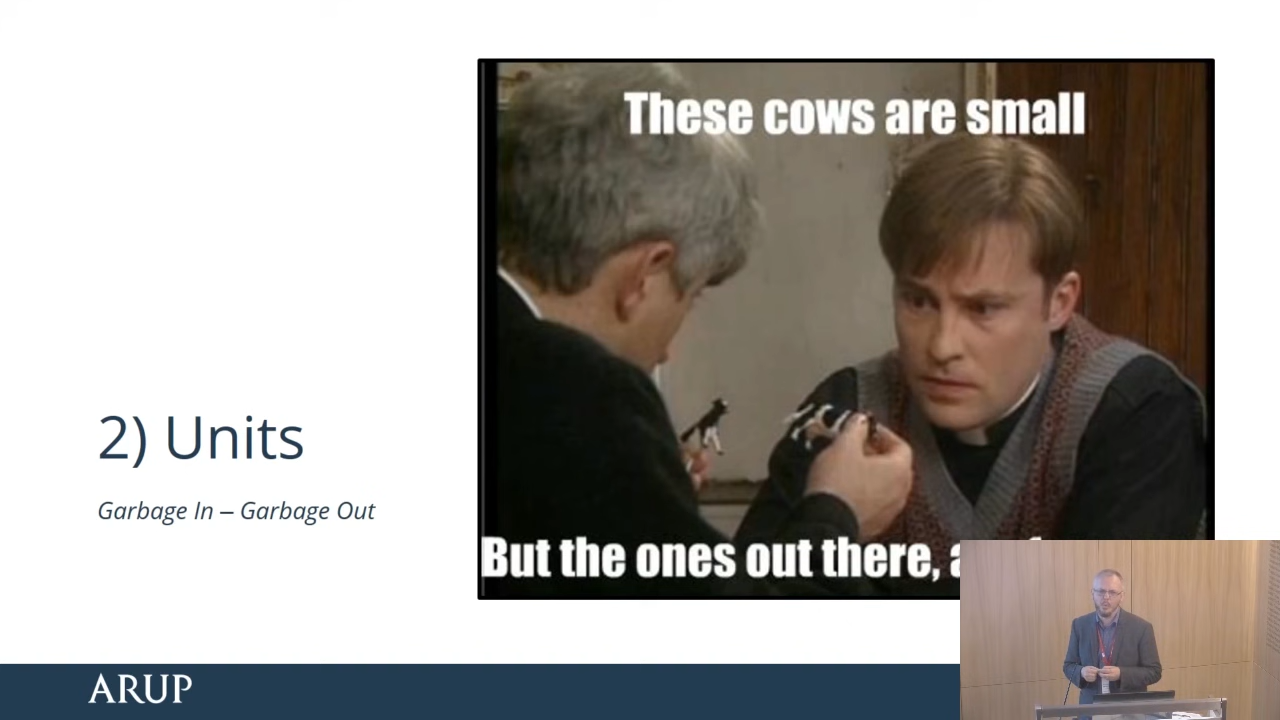 These cows are small
But the ones out there,
2) Units
Garbage In – Garbage Out
ARUP